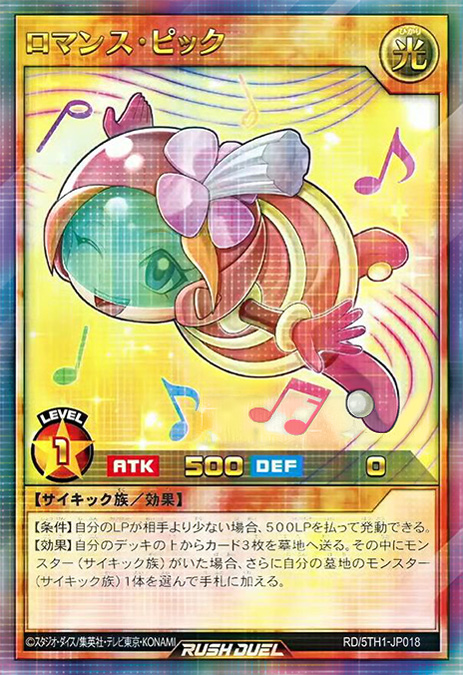 ロマンス・ピック
ひかり
光
LEVEL
1
ATK 500 DEF 0
【サイキック族／効果】
【条件】自分のLPが相手より少ない場合、500LPを払って発動できる。
【効果】自分のデッキの上からカード3枚を墓地へ送る。その中にモン
スター（サイキック族）がいた場合、さらに自分の墓地のモンスター
（サイキック族）1体を選んで手札に加える。
©スタジオ・ダイス/集英社・テレビ東京・KONAMI
RUSH DUEL
RD/5TH1-JP018